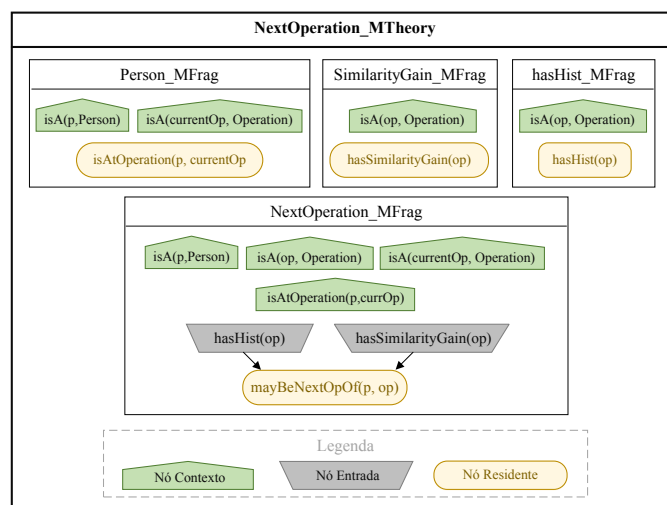 NextOperation_MTheory
Person_MFrag
isA(p,Person) isA(currentOp, Operation)
isAtOperation(p, currentOp
SimilarityGain_MFrag
isA(op, Operation)
hasSimilarityGain(op)
hasHist_MFrag
isA(op, Operation)
hasHist(op)
NextOperation_MFrag
isA(p,Person) isA(op, Operation) isA(currentOp, Operation)
isAtOperation(p,currOp)
hasHist(op) hasSimilarityGain(op)
mayBeNextOpOf(p, op)
Legenda
Nó Contexto Nó Entrada Nó Residente